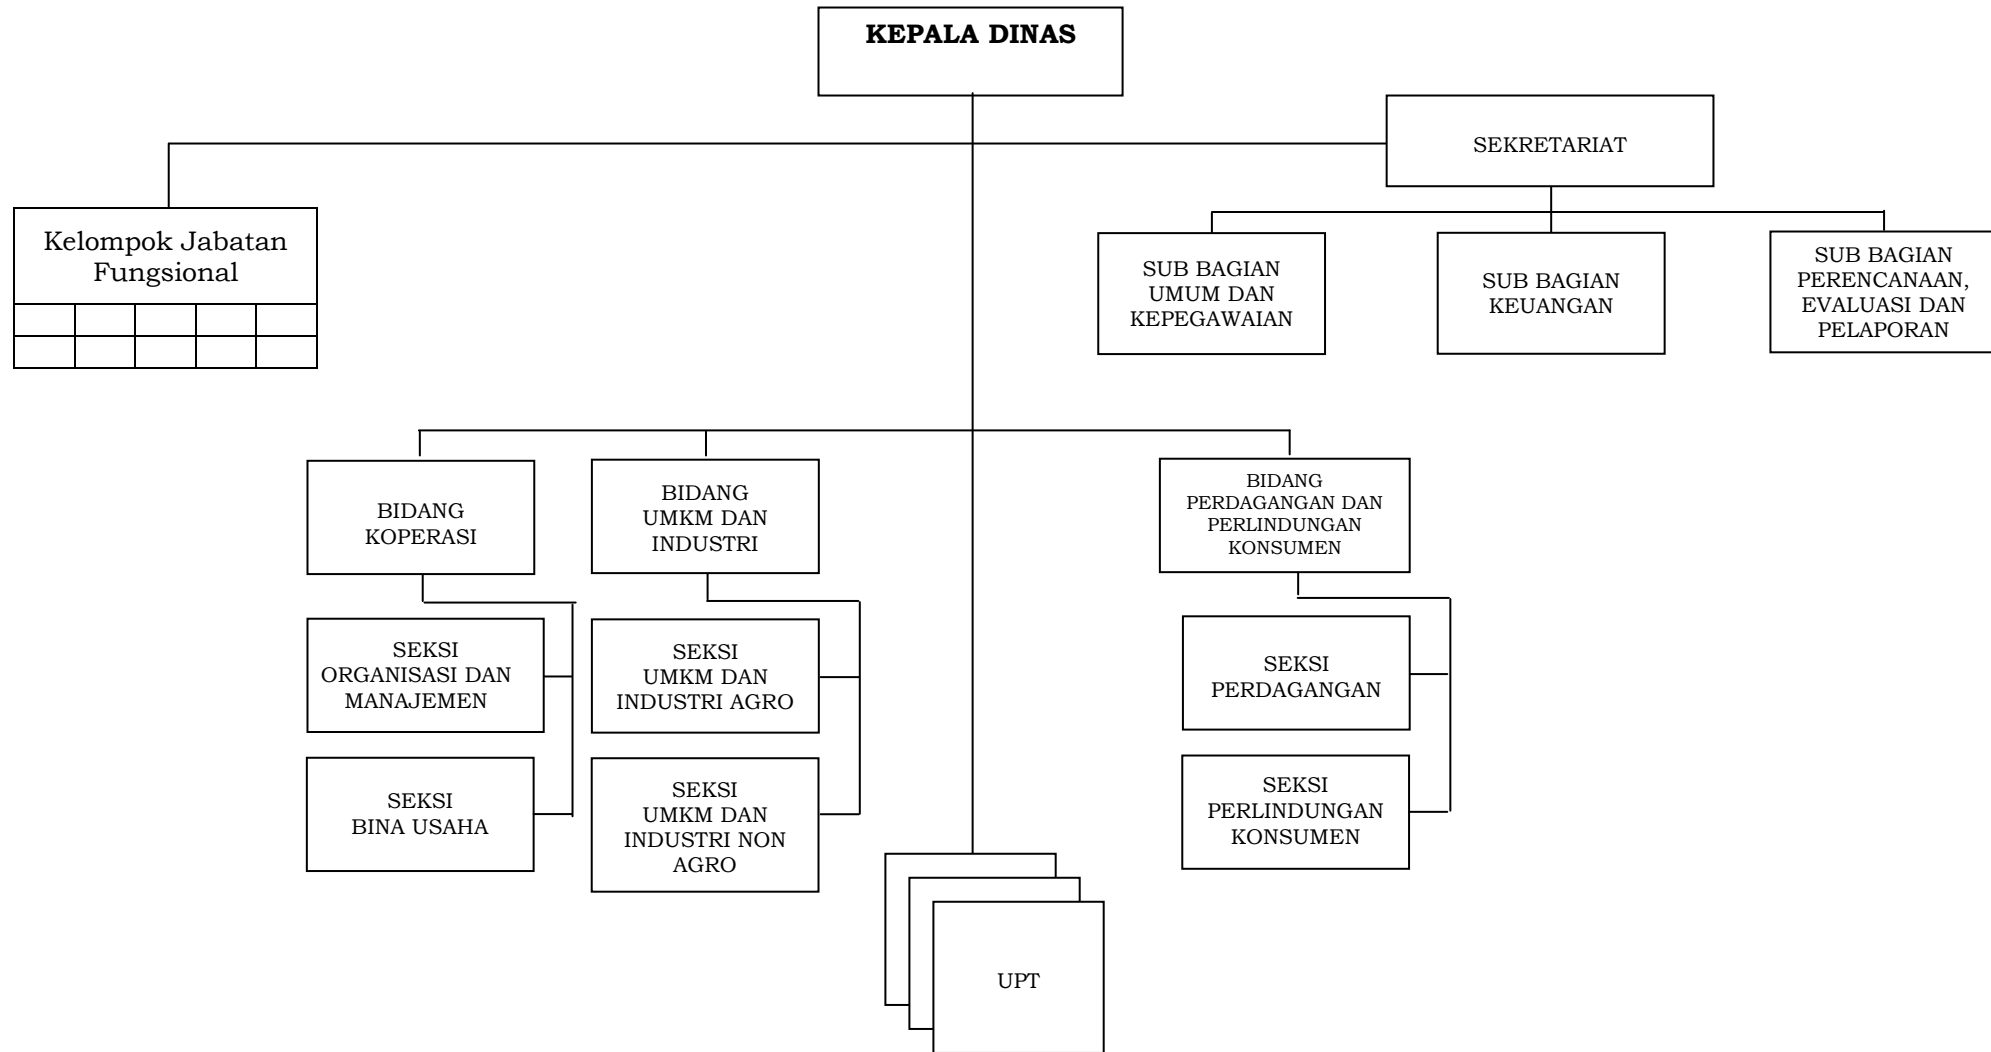 KEPALA DINAS
SEKRETARIAT
Kelompok Jabatan
Fungsional
SUB BAGIAN
UMUM DAN
KEPEGAWAIAN
SUB BAGIAN
KEUANGAN
SUB BAGIAN
PERENCANAAN,
EVALUASI DAN
PELAPORAN
BIDANG
KOPERASI
BIDANG
UMKM DAN
INDUSTRI
BIDANG
PERDAGANGAN DAN
PERLINDUNGAN
KONSUMEN
SEKSI
ORGANISASI DAN
MANAJEMEN
SEKSI
UMKM DAN
INDUSTRI AGRO
SEKSI
PERDAGANGAN
SEKSI
BINA USAHA
SEKSI
UMKM DAN
INDUSTRI NON
AGRO
SEKSI
PERLINDUNGAN
KONSUMEN
UPT